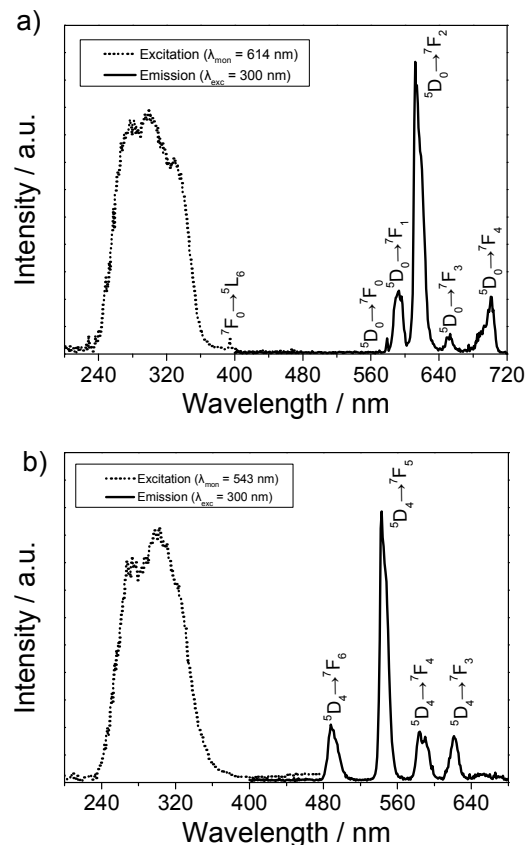 a)
Excitation (λmon = 614 nm)
Emission (λexc = 300 nm)
⁵D₀→⁷F₂
⁷F₀→⁵L₆
⁵D₀→⁷F₀
⁵D₀→⁷F₁
⁵D₀→⁷F₃
⁵D₀→⁷F₄
Intensity / a.u.
240 320 400 480 560 640 720
Wavelength / nm
b)
Excitation (λmon = 543 nm)
Emission (λexc = 300 nm)
⁵D₄→⁷F₅
⁵D₄→⁷F₆
⁵D₄→⁷F₄
⁵D₄→⁷F₃
Intensity / a.u.
240 320 400 480 560 640
Wavelength / nm